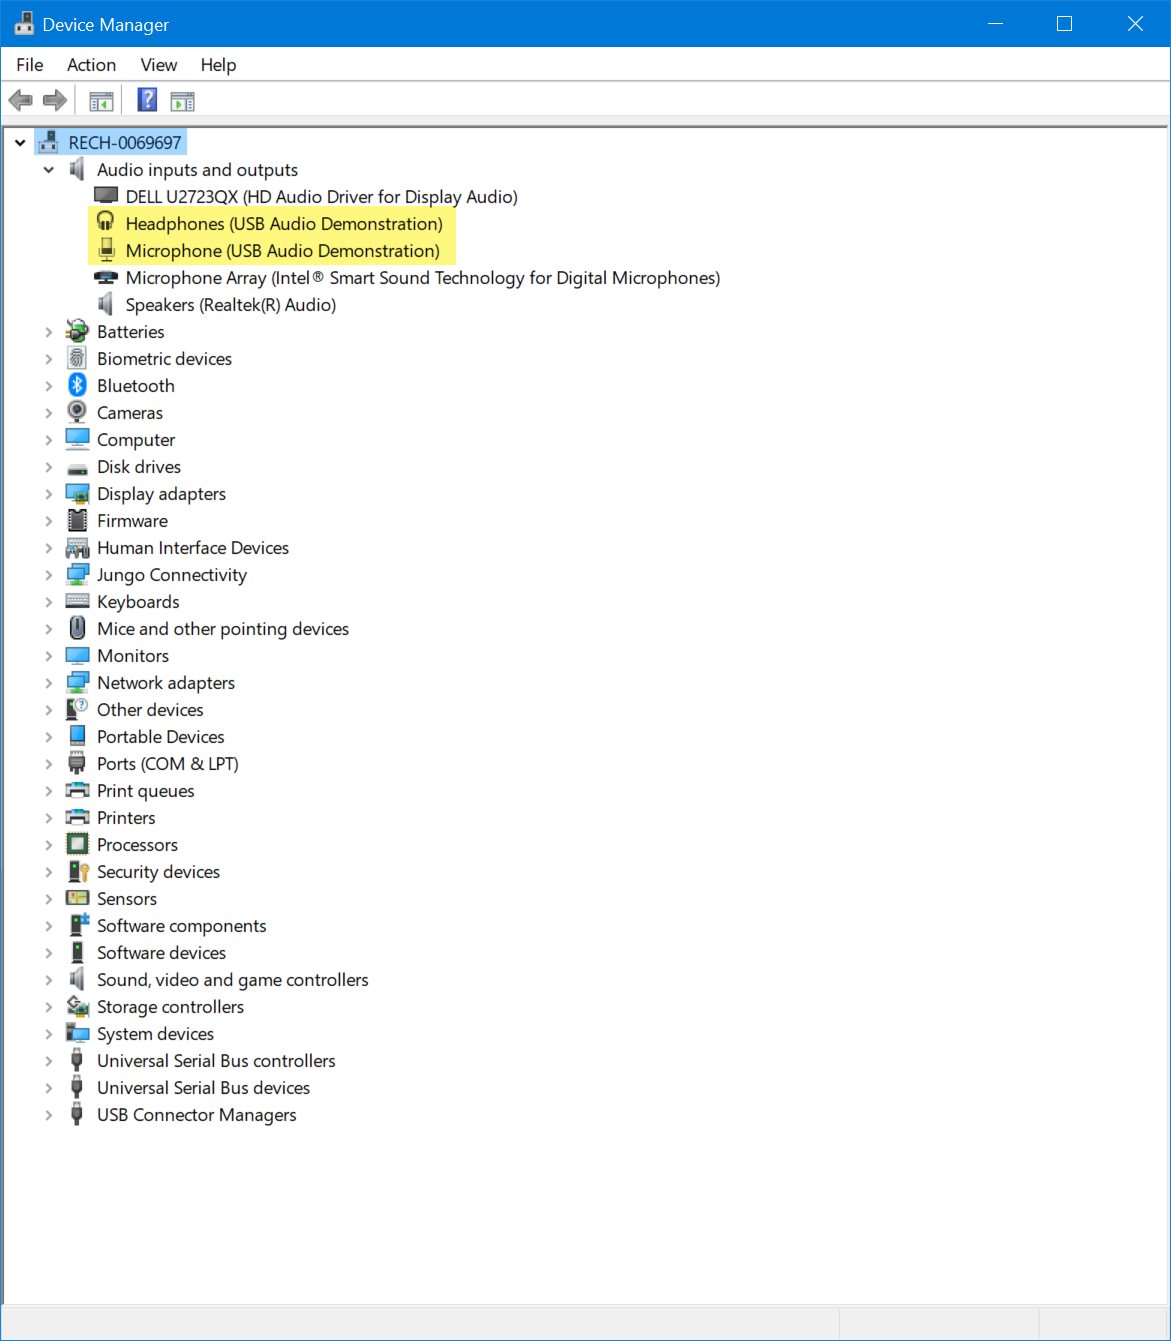 Device Manager
File Action View Help
RECH-0069697
Audio inputs and outputs
DELL U2723QX (HD Audio Driver for Display Audio)
Headphones (USB Audio Demonstration)
Microphone (USB Audio Demonstration)
Microphone Array (Intel® Smart Sound Technology for Digital Microphones)
Speakers (Realtek(R) Audio)
Batteries
Biometric devices
Bluetooth
Cameras
Computer
Disk drives
Display adapters
Firmware
Human Interface Devices
Jungo Connectivity
Keyboards
Mice and other pointing devices
Monitors
Network adapters
Other devices
Portable Devices
Ports (COM & LPT)
Print queues
Printers
Processors
Security devices
Sensors
Software components
Software devices
Sound, video and game controllers
Storage controllers
System devices
Universal Serial Bus controllers
Universal Serial Bus devices
USB Connector Managers